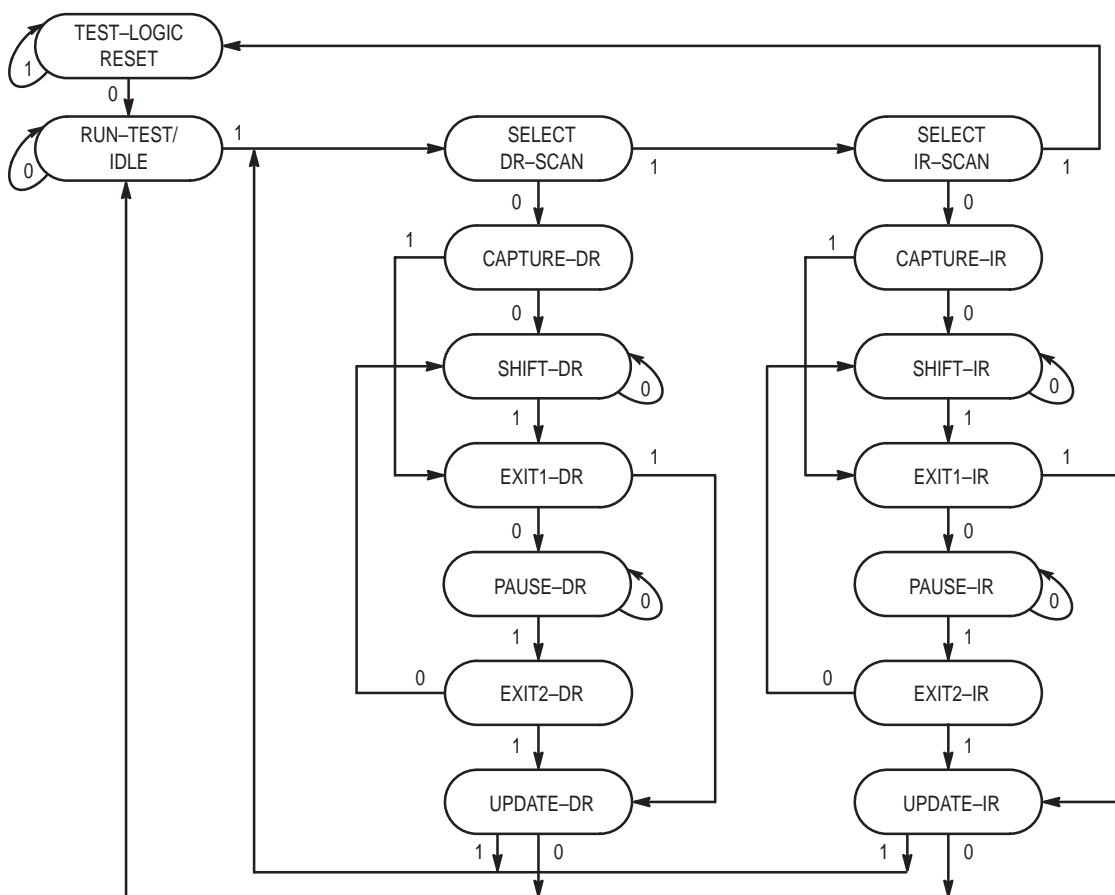 TEST–LOGIC
RESET
1
0
RUN–TEST/
IDLE
0
1
SELECT
DR–SCAN
1
SELECT
IR–SCAN
1
0
0
1
CAPTURE–DR
1
CAPTURE–IR
0
0
SHIFT–DR
0
SHIFT–IR
0
1
1
EXIT1–DR
1
EXIT1–IR
1
0
0
PAUSE–DR
0
PAUSE–IR
0
1
1
0
EXIT2–DR
0
EXIT2–IR
1
1
UPDATE–DR
UPDATE–IR
1
0
1
0